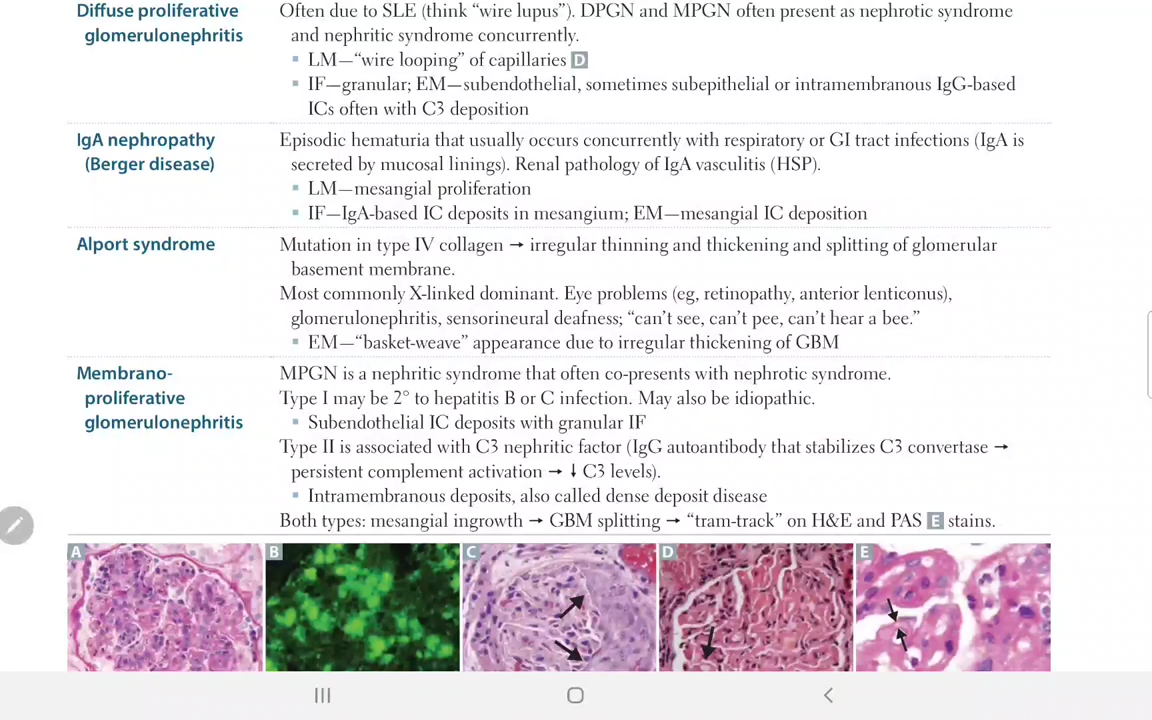 Diffuse proliferative
glomerulonephritis
Often due to SLE (think “wire lupus”). DPGN and MPGN often present as nephrotic syndrome
and nephritic syndrome concurrently.
▪ LM—“wire looping” of capillaries D
▪ IF—granular; EM—subendothelial, sometimes subepithelial or intramembranous IgG-based
ICs often with C3 deposition
IgA nephropathy
(Berger disease)
Episodic hematuria that usually occurs concurrently with respiratory or GI tract infections (IgA is
secreted by mucosal linings). Renal pathology of IgA vasculitis (HSP).
▪ LM—mesangial proliferation
▪ IF—IgA-based IC deposits in mesangium; EM—mesangial IC deposition
Alport syndrome
Mutation in type IV collagen → irregular thinning and thickening and splitting of glomerular
basement membrane.
Most commonly X-linked dominant. Eye problems (eg, retinopathy, anterior lenticonus),
glomerulonephritis, sensorineural deafness; “can’t see, can’t pee, can’t hear a bee.”
▪ EM—“basket-weave” appearance due to irregular thickening of GBM
Membrano-
proliferative
glomerulonephritis
MPGN is a nephritic syndrome that often co-presents with nephrotic syndrome.
Type I may be 2° to hepatitis B or C infection. May also be idiopathic.
▪ Subendothelial IC deposits with granular IF
Type II is associated with C3 nephritic factor (IgG autoantibody that stabilizes C3 convertase →
persistent complement activation → ↓ C3 levels).
▪ Intramembranous deposits, also called dense deposit disease
Both types: mesangial ingrowth → GBM splitting → “tram-track” on H&E and PAS E stains.
A B C D E